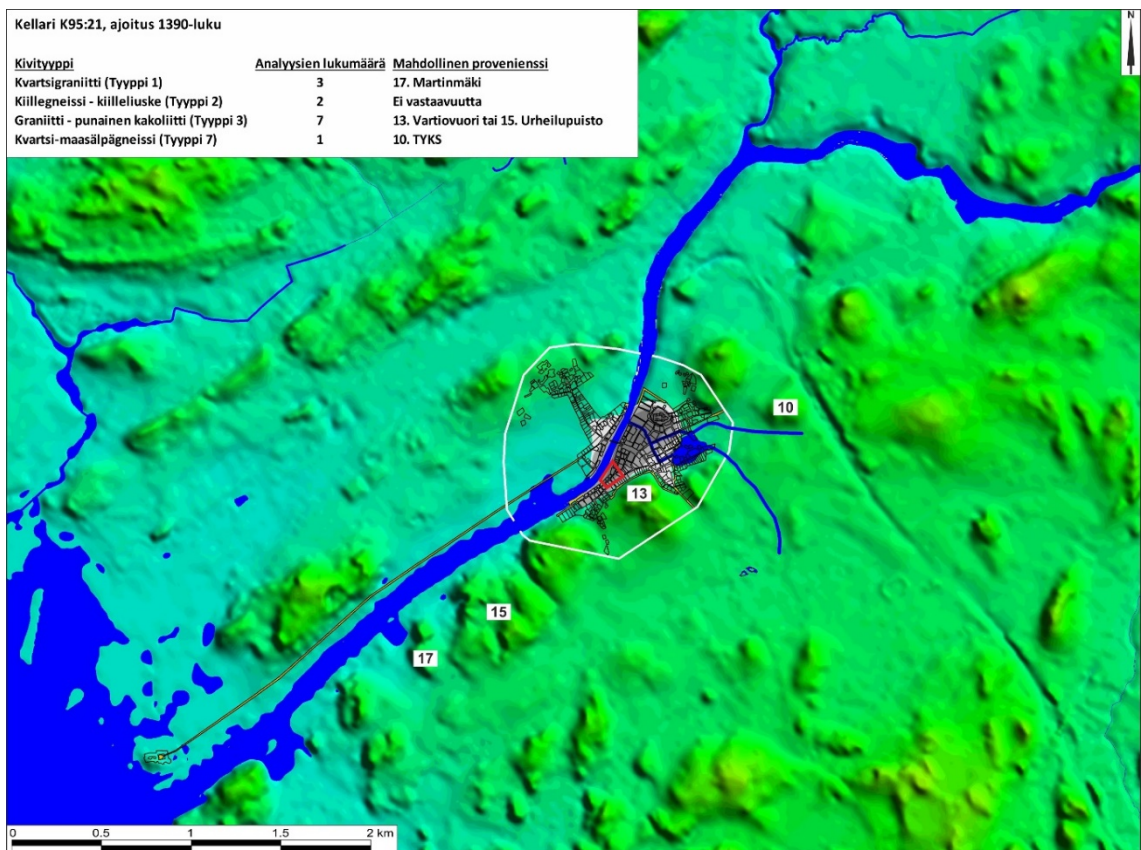 Kellari K95:21, ajoitus 1390-luku
Kivityyppi Analyysien lukumäärä Mahdollinen provenienssi
Kvartsigraniitti (Tyyppi 1) 3 17. Martinmäki
Kiillegneissi - kiilleliuske (Tyyppi 2) 2 Ei vastaavuutta
Graniitti - punainen kakoliitti (Tyyppi 3) 7 13. Vartiovuori tai 15. Urheilupuisto
Kvartsi-maasälpägneissi (Tyyppi 7) 1 10. TYKS
N
10
13
15
17
0 0.5 1 1.5 2 km